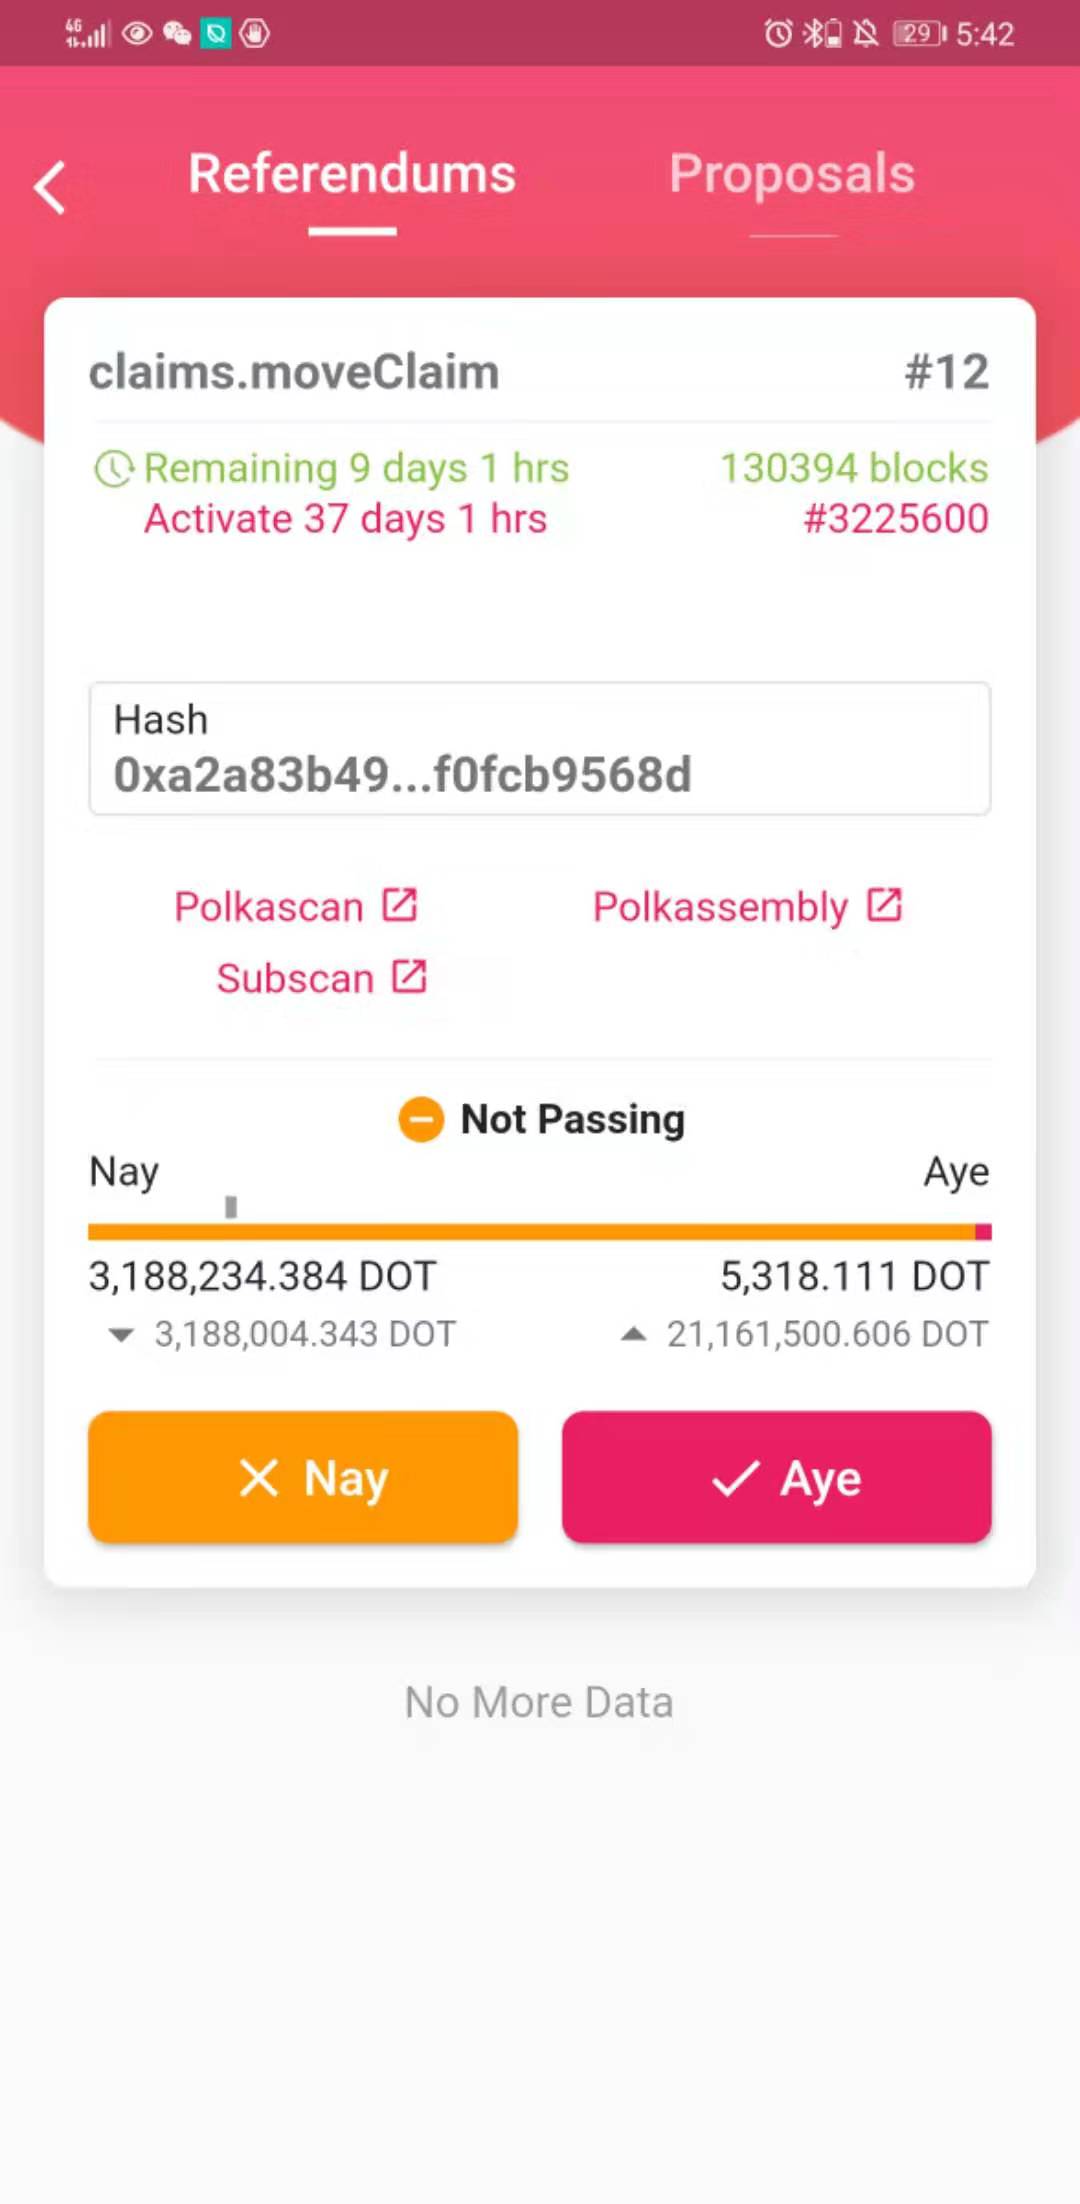 4G 29 5:42
Referendums Proposals
claims.moveClaim #12
Remaining 9 days 1 hrs 130394 blocks
Activate 37 days 1 hrs #3225600
Hash
0xa2a83b49...f0fcb9568d
Polkascan Polkassembly
Subscan
Not Passing
Nay Aye
3,188,234.384 DOT 5,318.111 DOT
3,188,004.343 DOT 21,161,500.606 DOT
Nay Aye
No More Data